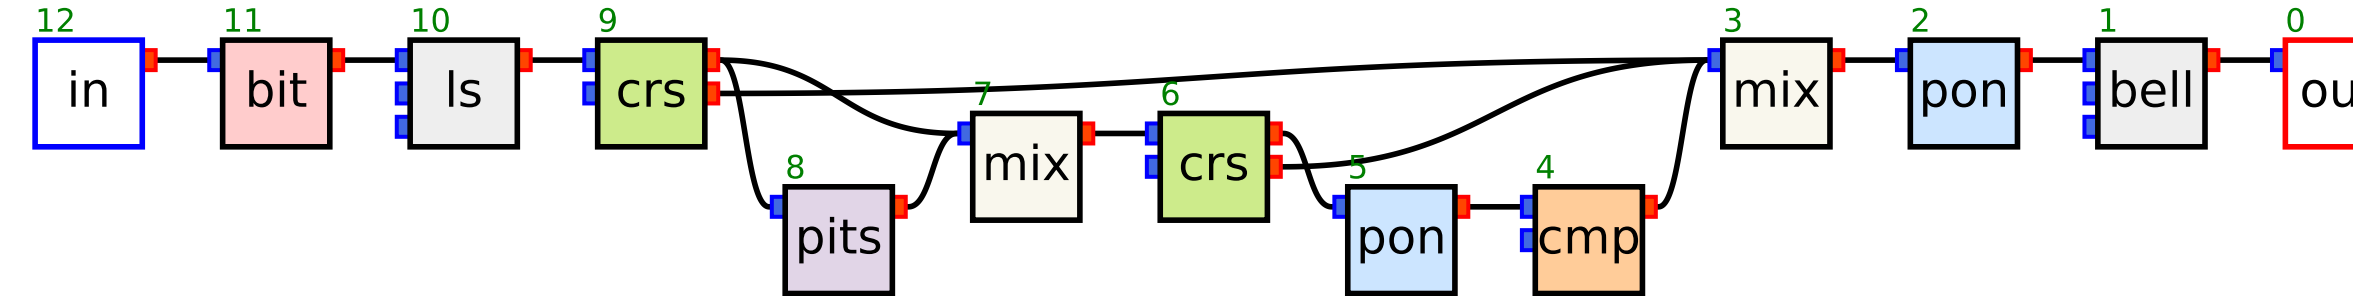 12 11 10 9 3 2 1 0
in bit ls crs mix pon bell ou
7 6
mix crs
8 5 4
pits pon cmp